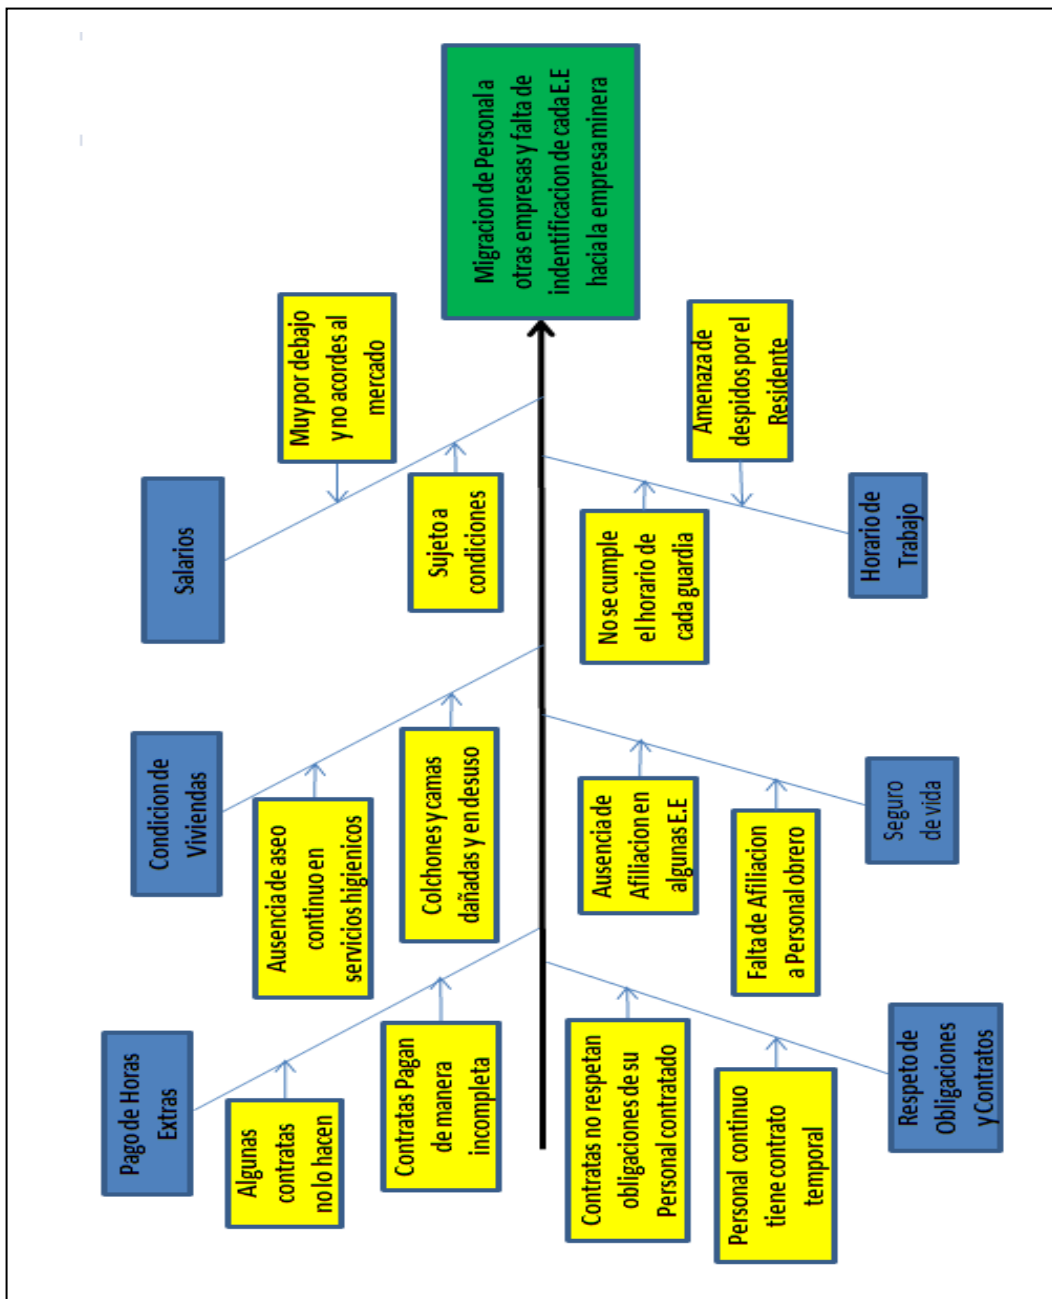 Pago de Horas
Extras
Condicion de
Viviendas
Salarios
Algunas
contratas
no lo hacen
Contratas Pagan
de manera
incompleta
Ausencia de aseo
continuo en
servicios higienicos
Colchones y camas
dañadas y en desuso
Muy por debajo
y no acordes al
mercado
Sujeto a
condiciones
Migracion de Personal a
otras empresas y falta de
indentificacion de cada E.E
hacia la empresa minera
Contratas no respetan
obligaciones de su
Personal contratado
Personal continuo
tiene contrato
temporal
Ausencia de
Afiliacion en
algunas E.E
Falta de Afiliacion
a Personal obrero
No se cumple
el horario de
cada guardia
Amenaza de
despidos por el
Residente
Respeto de
Obligaciones
y Contratos
Seguro
de vida
Horario de
Trabajo